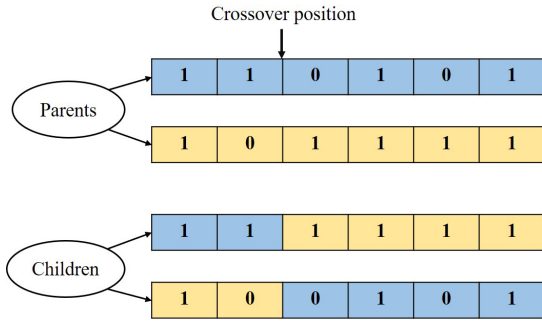 Crossover position
1 1 0 1 0 1
Parents
1 0 1 1 1 1
1 1 1 1 1 1
Children
1 0 0 1 0 1